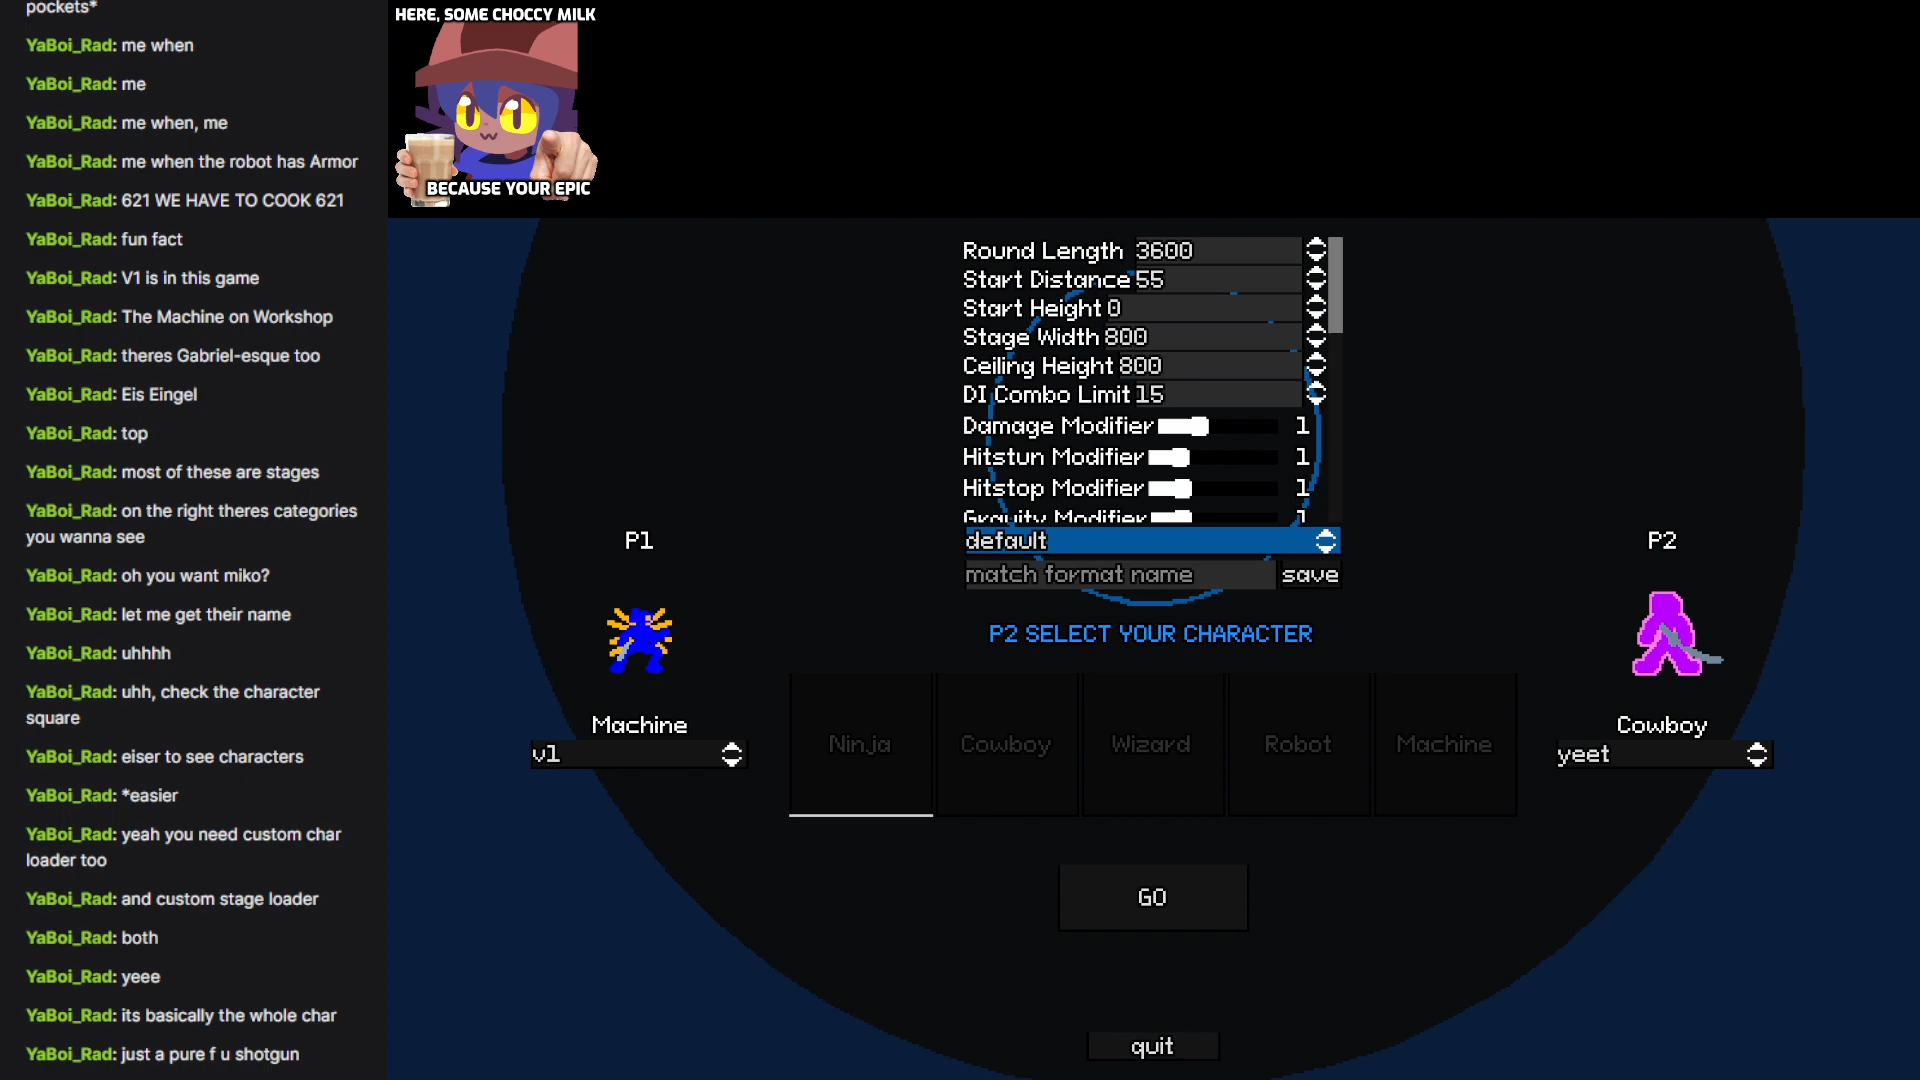 pockets*
YaBoi_Rad: me when
YaBoi_Rad: me
YaBoi_Rad: me when, me
YaBoi_Rad: me when the robot has Armor
YaBoi_Rad: 621 WE HAVE TO COOK 621
YaBoi_Rad: fun fact
YaBoi_Rad: V1 is in this game
YaBoi_Rad: The Machine on Workshop
YaBoi_Rad: theres Gabriel-esque too
YaBoi_Rad: Eis Eingel
YaBoi_Rad: top
YaBoi_Rad: most of these are stages
YaBoi_Rad: on the right theres categories
you wanna see
YaBoi_Rad: oh you want miko?
YaBoi_Rad: let me get their name
YaBoi_Rad: uhhhh
YaBoi_Rad: uhh, check the character
square
YaBoi_Rad: eiser to see characters
YaBoi_Rad: *easier
YaBoi_Rad: yeah you need custom char
loader too
YaBoi_Rad: and custom stage loader
YaBoi_Rad: both
YaBoi_Rad: yeee
YaBoi_Rad: its basically the whole char
YaBoi_Rad: just a pure f u shotgun
HERE, SOME CHOCCY MILK
BECAUSE YOUR EPIC
Round Length 3600
Start Distance 55
Start Height 0
Stage Width 800
Ceiling Height 800
DI Combo Limit 15
Damage Modifier 1
Hitstun Modifier 1
Hitstop Modifier 1
Gravity Modifier 1
default
match format name save
P2 SELECT YOUR CHARACTER
P1
Machine
v1
Ninja
Cowboy
Wizard
Robot
Machine
P2
Cowboy
yeet
GO
quit